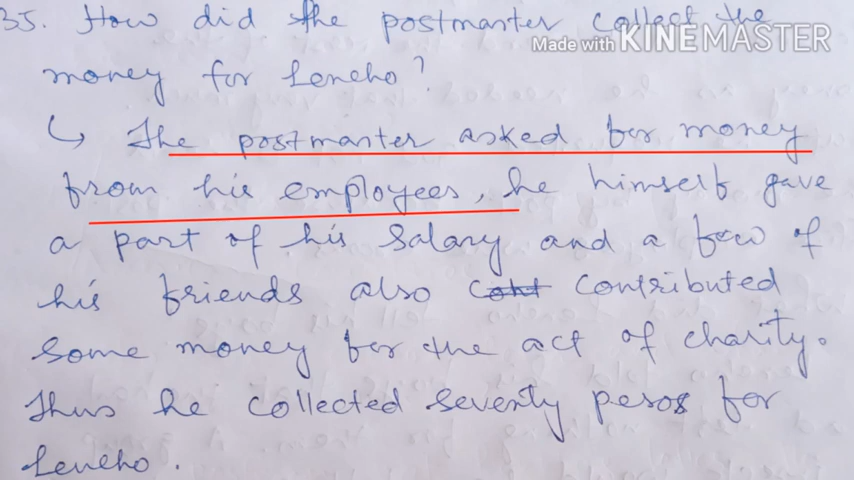 35. How did the postmaster collect the
Made with KINEMASTER
money for Lencho?
↳ The postmaster asked for money
from his employees, he himself gave
a part of his salary and a few of
his friends also cont contributed
some money for the act of charity.
Thus he collected seventy pesos for
Lencho.